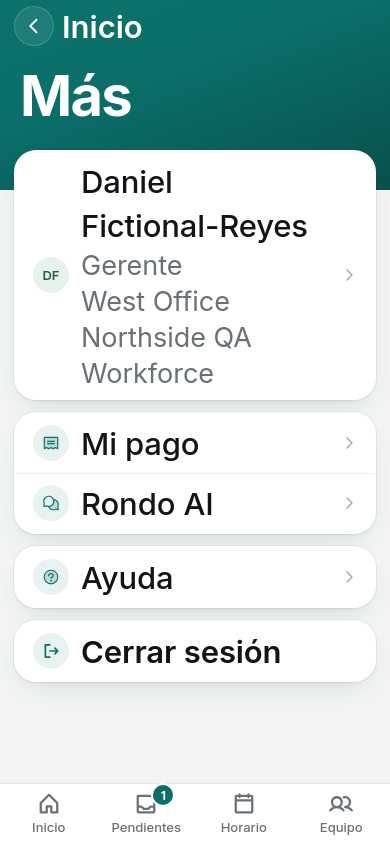 Inicio
Más
Daniel
Fictional-Reyes
DF
Gerente
West Office
Northside QA
Workforce
Mi pago
Rondo AI
Ayuda
Cerrar sesión
1
Inicio
Pendientes
Horario
Equipo